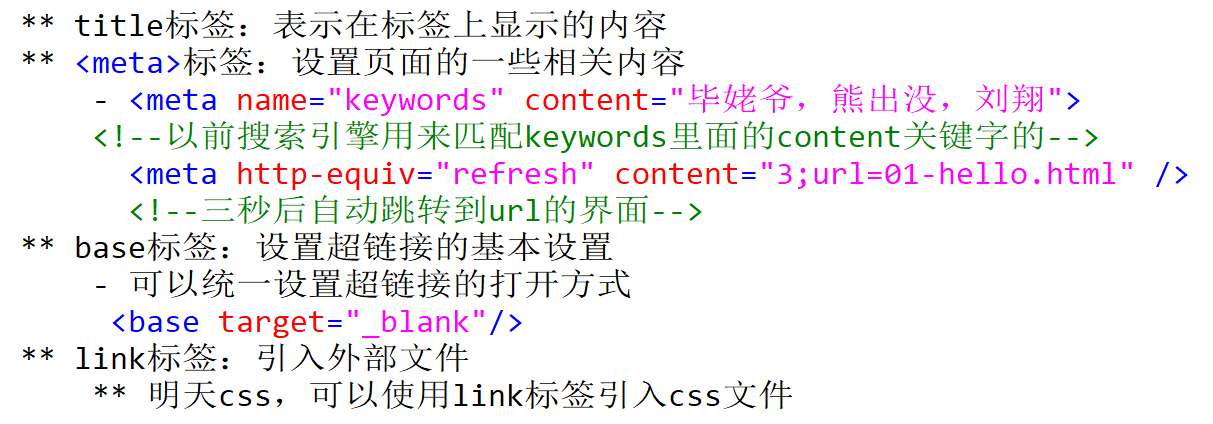 ** title标签：表示在标签上显示的内容
** <meta>标签：设置页面的一些相关内容
- <meta name="keywords" content="毕姥爷，熊出没，刘翔">
<!--以前搜索引擎用来匹配keywords里面的content关键字的-->
<meta http-equiv="refresh" content="3;url=01-hello.html" />
<!--三秒后自动跳转到url的界面-->
** base标签：设置超链接的基本设置
- 可以统一设置超链接的打开方式
<base target="_blank"/>
** link标签：引入外部文件
** 明天css，可以使用link标签引入css文件